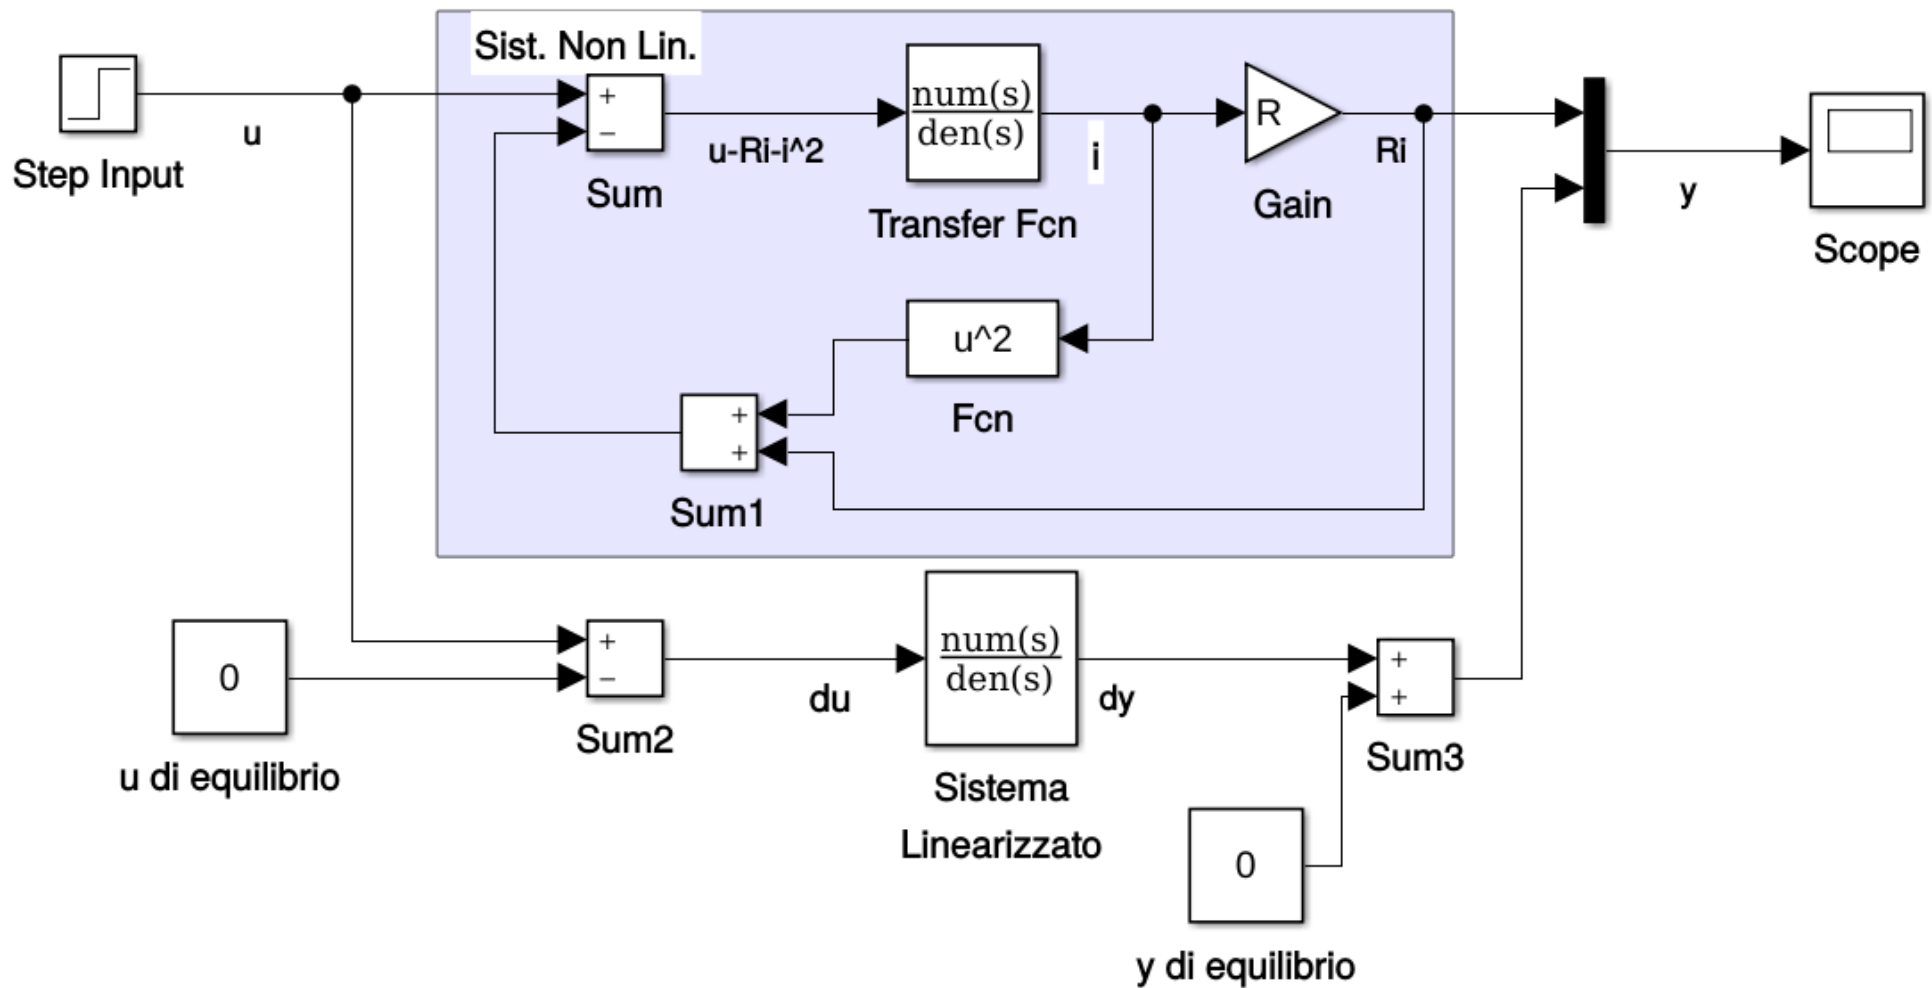 Sist. Non Lin.
Step Input
u
+
−
Sum
u-Ri-i^2
num(s)
den(s)
Transfer Fcn
i
R
Gain
Ri
y
Scope
u^2
Fcn
+
+
Sum1
0
u di equilibrio
+
−
Sum2
du
num(s)
den(s)
Sistema
Linearizzato
dy
+
+
Sum3
0
y di equilibrio